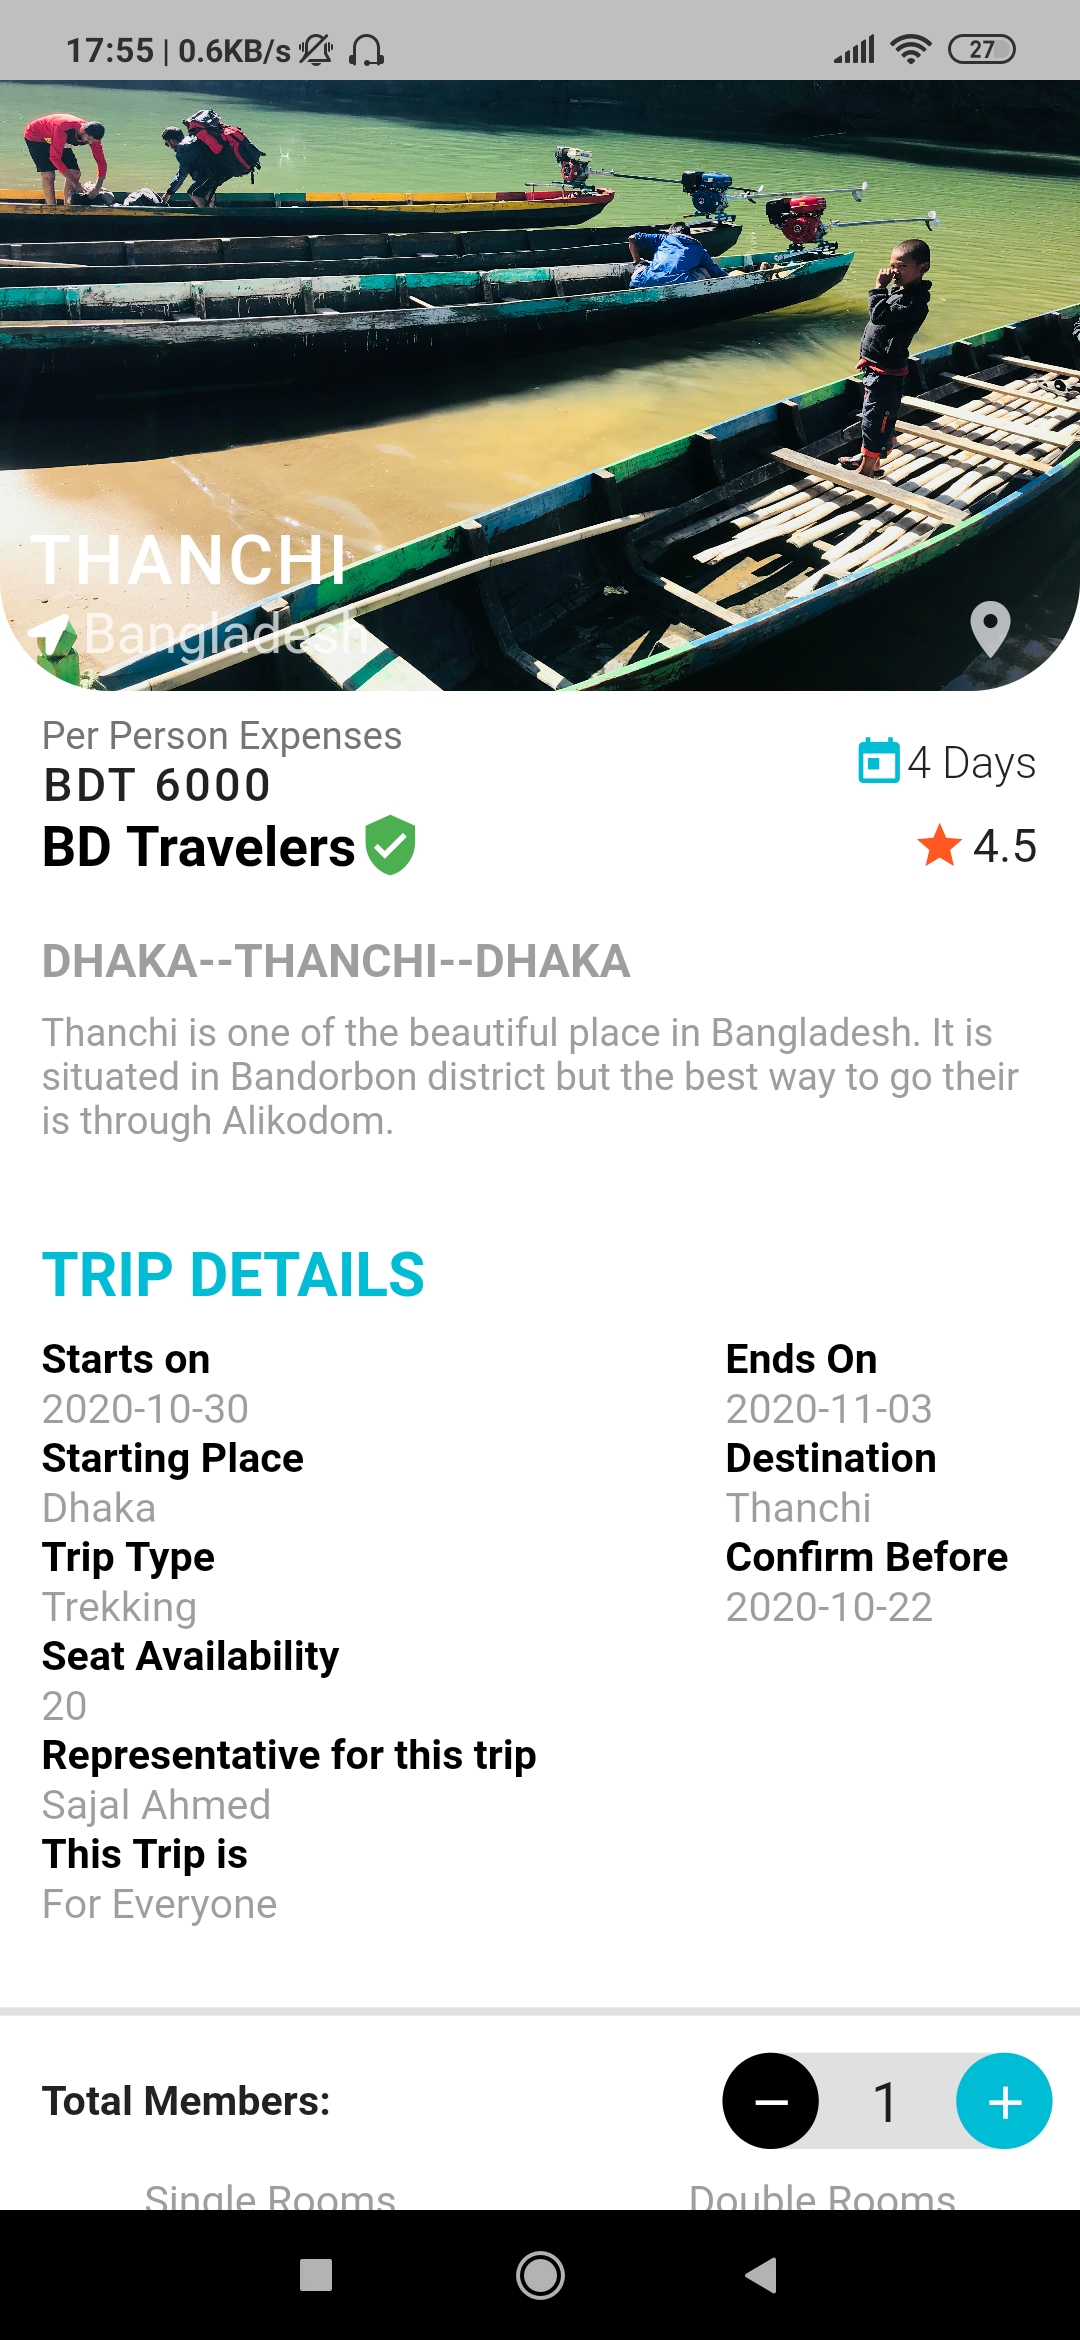 17:55 | 0.6KB/s
27
THANCHI
Bangladesh
Per Person Expenses
BDT 6000
4 Days
BD Travelers
4.5
DHAKA--THANCHI--DHAKA
Thanchi is one of the beautiful place in Bangladesh. It is
situated in Bandorbon district but the best way to go their
is through Alikodom.
TRIP DETAILS
Starts on
Ends On
2020-10-30
2020-11-03
Starting Place
Destination
Dhaka
Thanchi
Trip Type
Confirm Before
Trekking
2020-10-22
Seat Availability
20
Representative for this trip
Sajal Ahmed
This Trip is
For Everyone
Total Members:
1
Single Rooms
Double Rooms